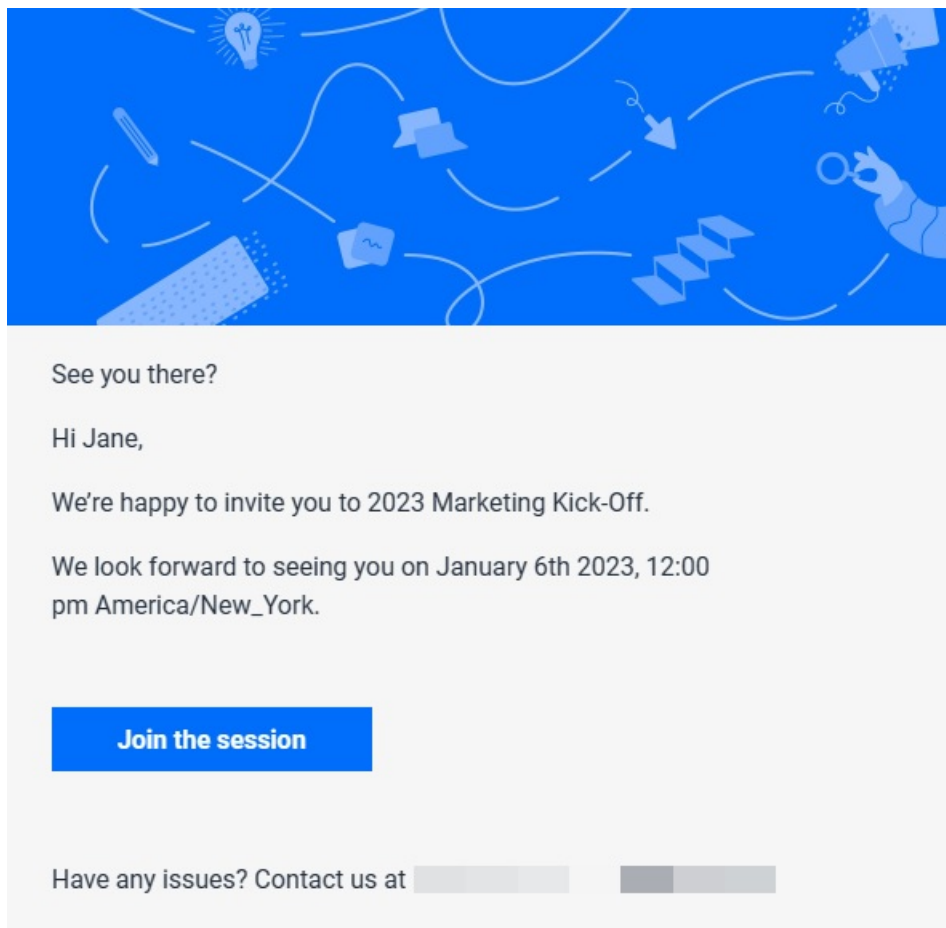 See you there?
Hi Jane,
We’re happy to invite you to 2023 Marketing Kick-Off.
We look forward to seeing you on January 6th 2023, 12:00
pm America/New_York.
Join the session
Have any issues? Contact us at